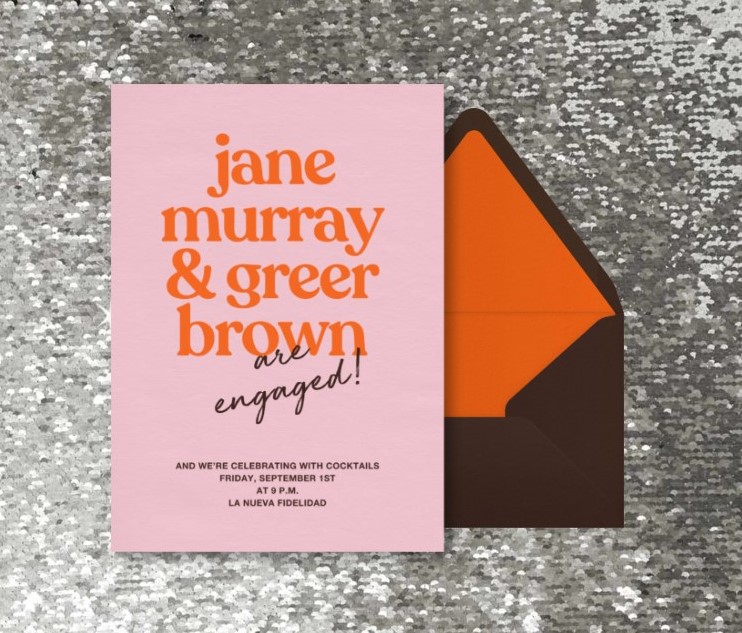 jane
murray
& greer
brown
are
engaged!
AND WE'RE CELEBRATING WITH COCKTAILS
FRIDAY, SEPTEMBER 1ST
AT 9 P.M.
LA NUEVA FIDELIDAD